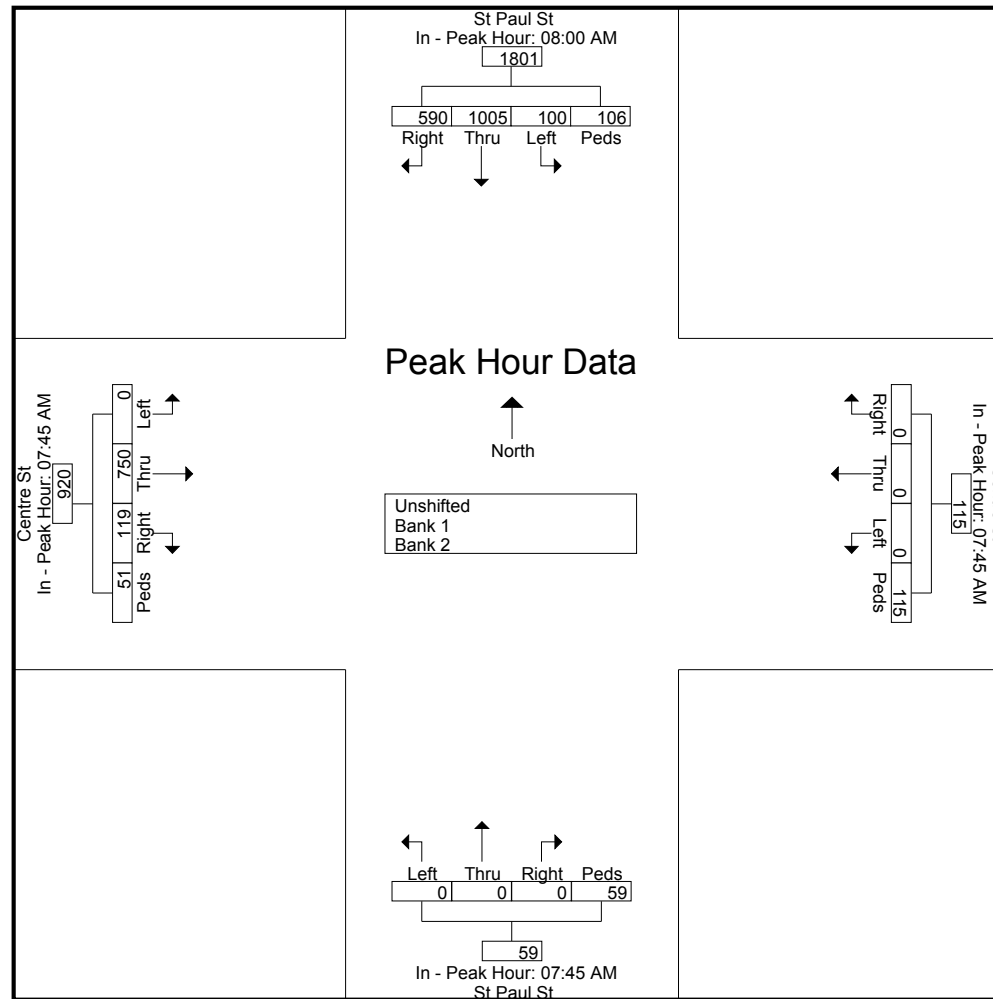 St Paul St
In - Peak Hour: 08:00 AM
1801
590 1005 100 106
Right Thru Left Peds
Peak Hour Data
North
Unshifted
Bank 1
Bank 2
Centre St
In - Peak Hour: 07:45 AM
920
0 750 119 51
Left Thru Right Peds
In - Peak Hour: 07:45 AM
115
0 0 0 115
Right Thru Left Peds
Left Thru Right Peds
0 0 0 59
59
In - Peak Hour: 07:45 AM
St Paul St